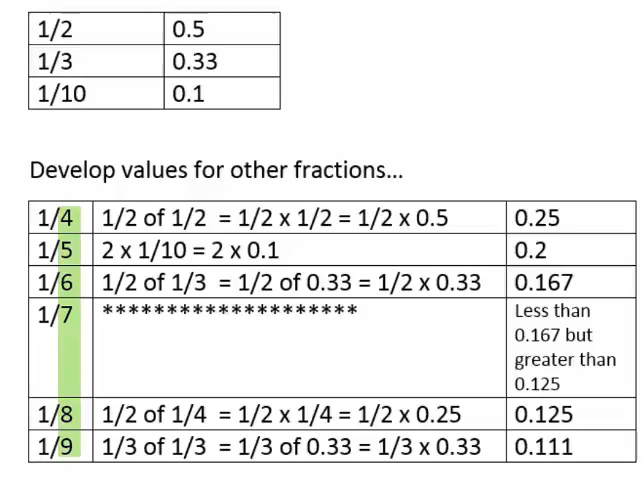 1/2 0.5
1/3 0.33
1/10 0.1
Develop values for other fractions...
1/4 1/2 of 1/2 = 1/2 x 1/2 = 1/2 x 0.5 0.25
1/5 2 x 1/10 = 2 x 0.1 0.2
1/6 1/2 of 1/3 = 1/2 of 0.33 = 1/2 x 0.33 0.167
1/7 ******************** Less than
0.167 but
greater than
0.125
1/8 1/2 of 1/4 = 1/2 x 1/4 = 1/2 x 0.25 0.125
1/9 1/3 of 1/3 = 1/3 of 0.33 = 1/3 x 0.33 0.111